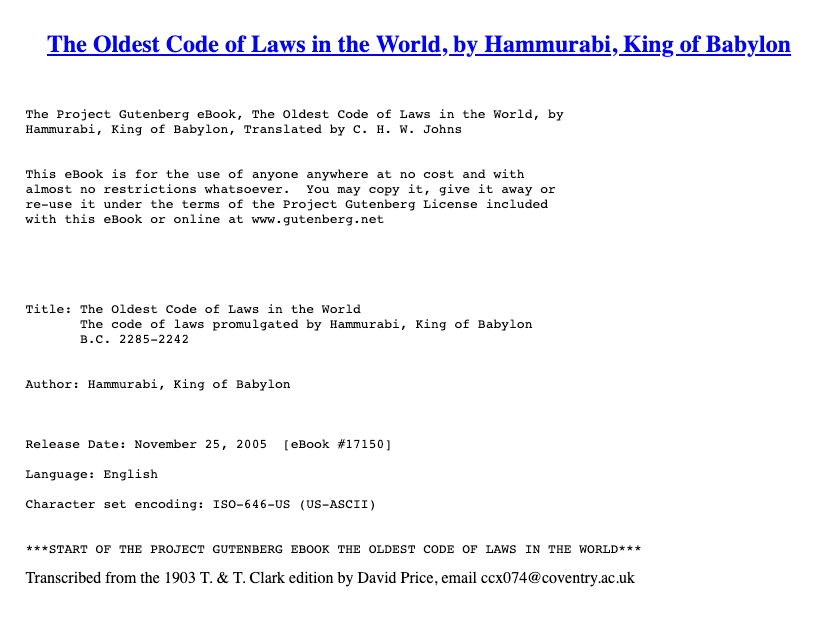 The Oldest Code of Laws in the World, by Hammurabi, King of Babylon
The Project Gutenberg eBook, The Oldest Code of Laws in the World, by
Hammurabi, King of Babylon, Translated by C. H. W. Johns
This eBook is for the use of anyone anywhere at no cost and with
almost no restrictions whatsoever.  You may copy it, give it away or
re-use it under the terms of the Project Gutenberg License included
with this eBook or online at www.gutenberg.net
Title: The Oldest Code of Laws in the World
The code of laws promulgated by Hammurabi, King of Babylon
B.C. 2285-2242
Author: Hammurabi, King of Babylon
Release Date: November 25, 2005  [eBook #17150]
Language: English
Character set encoding: ISO-646-US (US-ASCII)
***START OF THE PROJECT GUTENBERG EBOOK THE OLDEST CODE OF LAWS IN THE WORLD***
Transcribed from the 1903 T. & T. Clark edition by David Price, email ccx074@coventry.ac.uk